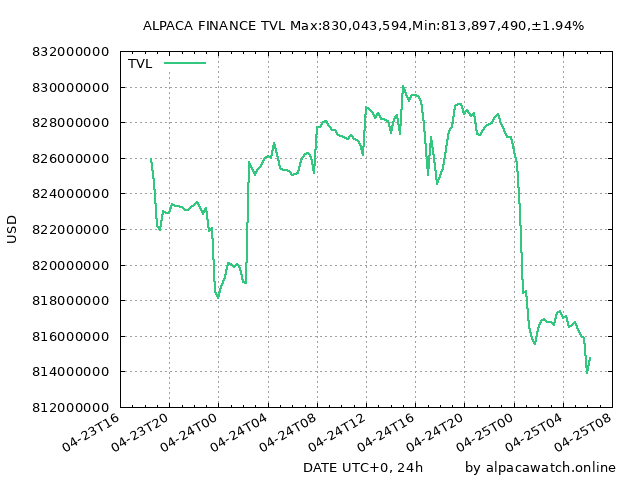 ALPACA FINANCE TVL Max:830,043,594,Min:813,897,490,±1.94%
832000000
TVL
830000000
828000000
826000000
824000000
822000000
820000000
818000000
816000000
814000000
812000000
USD
04-23T16
04-23T20
04-24T00
04-24T04
04-24T08
04-24T12
04-24T16
04-24T20
04-25T00
04-25T04
04-25T08
DATE UTC+0, 24h
by alpacawatch.online